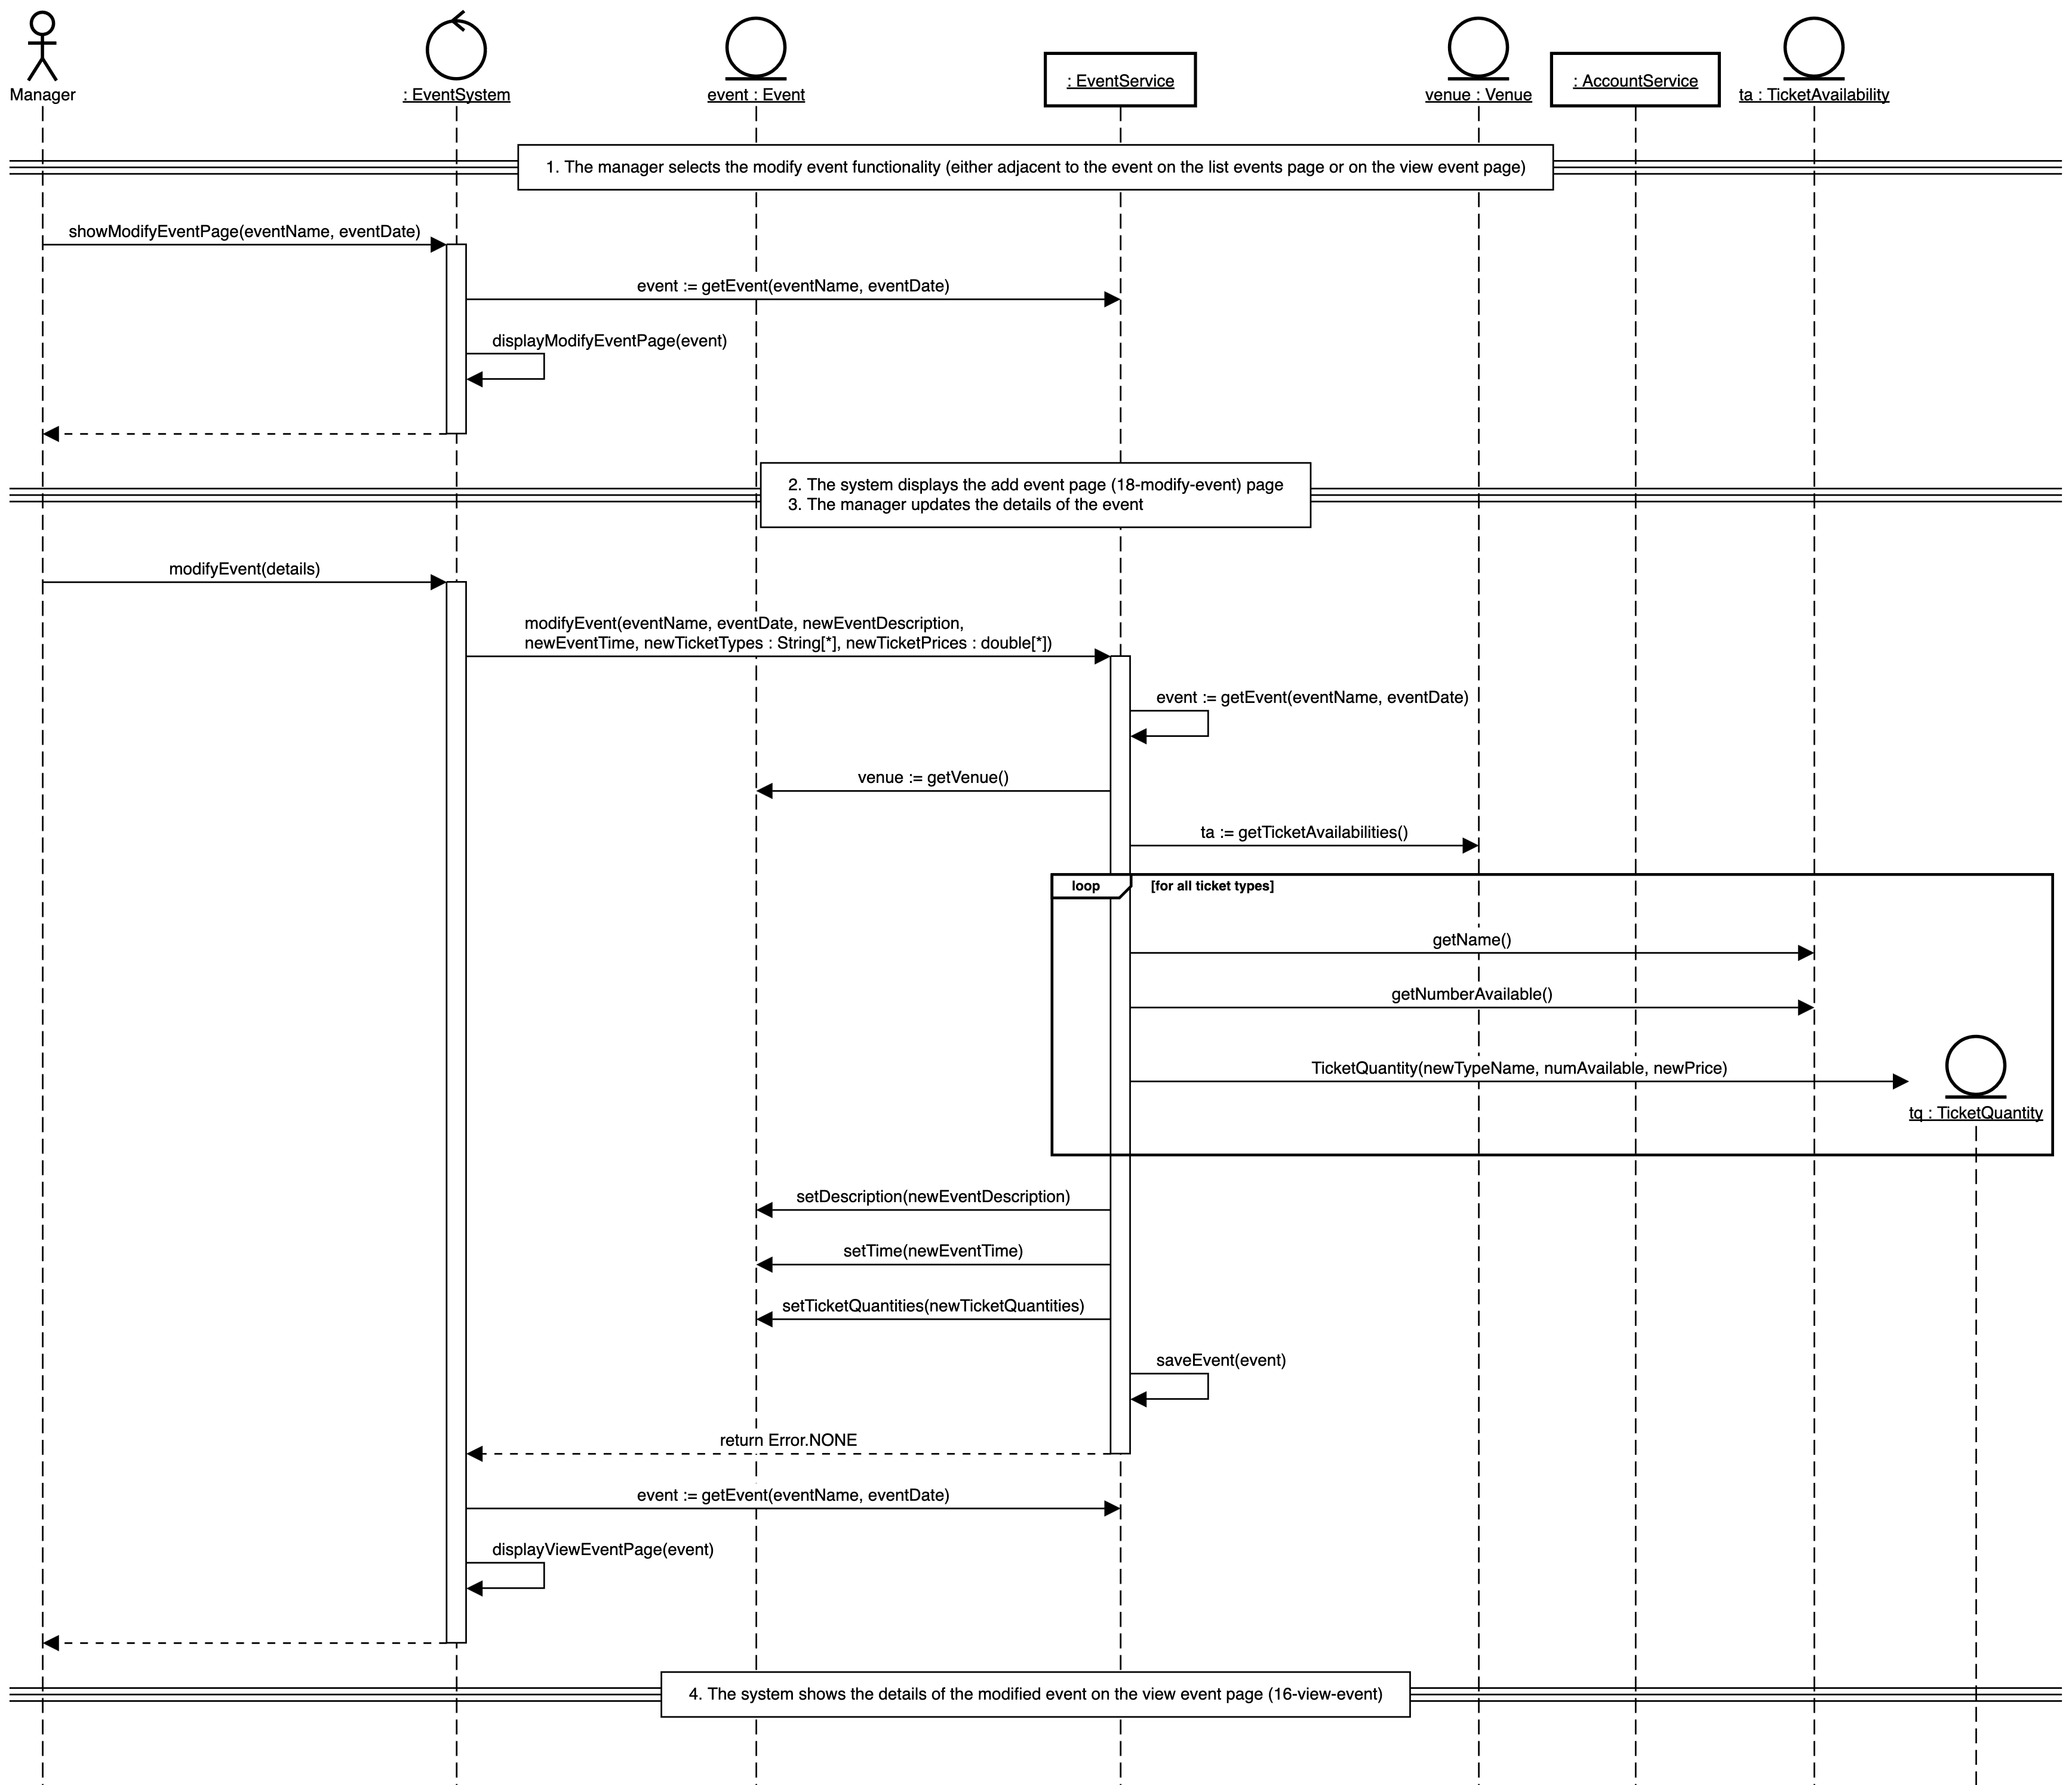 Manager
: EventSystem
event : Event
: EventService
venue : Venue
: AccountService
ta : TicketAvailability
1. The manager selects the modify event functionality (either adjacent to the event on the list events page or on the view event page)
showModifyEventPage(eventName, eventDate)
event := getEvent(eventName, eventDate)
displayModifyEventPage(event)
2. The system displays the add event page (18-modify-event) page
3. The manager updates the details of the event
modifyEvent(details)
modifyEvent(eventName, eventDate, newEventDescription,
newEventTime, newTicketTypes : String[*], newTicketPrices : double[*])
event := getEvent(eventName, eventDate)
venue := getVenue()
ta := getTicketAvailabilities()
loop
[for all ticket types]
getName()
getNumberAvailable()
TicketQuantity(newTypeName, numAvailable, newPrice)
tq : TicketQuantity
setDescription(newEventDescription)
setTime(newEventTime)
setTicketQuantities(newTicketQuantities)
saveEvent(event)
return Error.NONE
event := getEvent(eventName, eventDate)
displayViewEventPage(event)
4. The system shows the details of the modified event on the view event page (16-view-event)